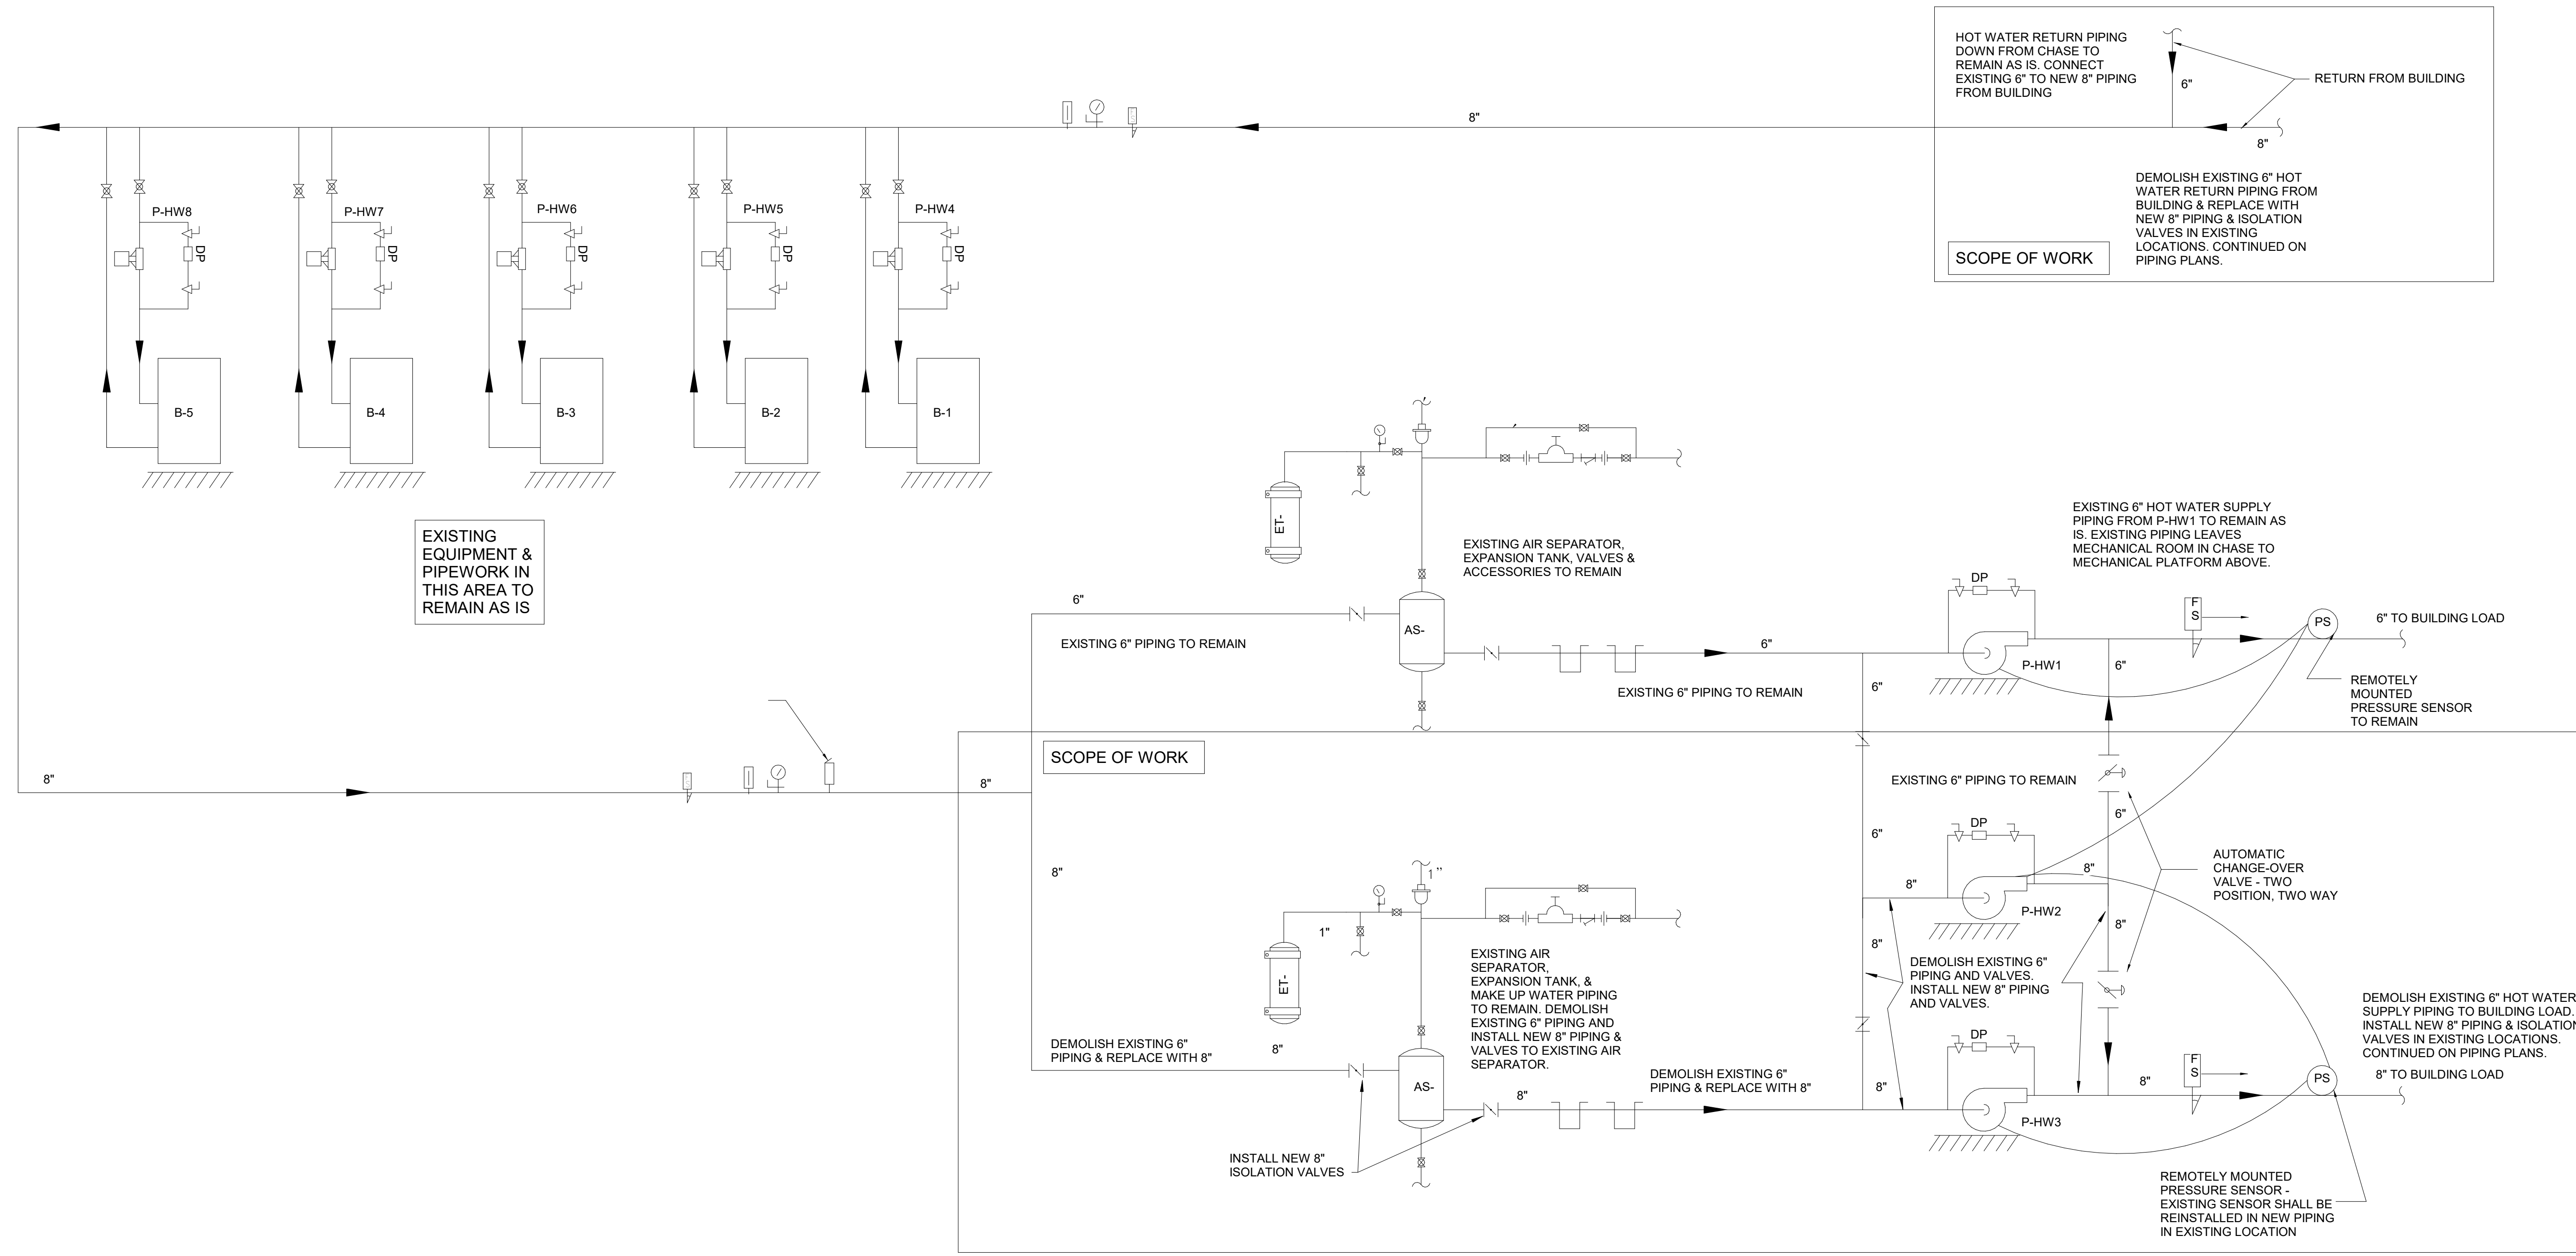 HOT WATER RETURN PIPING
DOWN FROM CHASE TO
REMAIN AS IS. CONNECT
EXISTING 6" TO NEW 8" PIPING
FROM BUILDING
6"
RETURN FROM BUILDING
8"
8"
DEMOLISH EXISTING 6" HOT
WATER RETURN PIPING FROM
BUILDING & REPLACE WITH
NEW 8" PIPING & ISOLATION
VALVES IN EXISTING
LOCATIONS. CONTINUED ON
PIPING PLANS.
SCOPE OF WORK
P-HW8
P-HW7
P-HW6
P-HW5
P-HW4
DP
DP
DP
DP
DP
B-5
B-4
B-3
B-2
B-1
EXISTING
EQUIPMENT &
PIPEWORK IN
THIS AREA TO
REMAIN AS IS
ET-
EXISTING AIR SEPARATOR,
EXPANSION TANK, VALVES &
ACCESSORIES TO REMAIN
EXISTING 6" HOT WATER SUPPLY
PIPING FROM P-HW1 TO REMAIN AS
IS. EXISTING PIPING LEAVES
MECHANICAL ROOM IN CHASE TO
MECHANICAL PLATFORM ABOVE.
6"
EXISTING 6" PIPING TO REMAIN
AS-
6"
EXISTING 6" PIPING TO REMAIN
6"
DP
P-HW1
6"
F
S
PS
6" TO BUILDING LOAD
REMOTELY
MOUNTED
PRESSURE SENSOR
TO REMAIN
SCOPE OF WORK
8"
8"
8"
EXISTING 6" PIPING TO REMAIN
6"
6"
DP
8"
8"
P-HW2
8"
8"
AUTOMATIC
CHANGE-OVER
VALVE - TWO
POSITION, TWO WAY
1"
1"
ET-
8"
EXISTING AIR
SEPARATOR,
EXPANSION TANK, &
MAKE UP WATER PIPING
TO REMAIN. DEMOLISH
EXISTING 6" PIPING AND
INSTALL NEW 8" PIPING &
VALVES TO EXISTING AIR
SEPARATOR.
DEMOLISH EXISTING 6"
PIPING AND VALVES.
INSTALL NEW 8" PIPING
AND VALVES.
DEMOLISH EXISTING 6" HOT WATER
SUPPLY PIPING TO BUILDING LOAD.
INSTALL NEW 8" PIPING & ISOLATION
VALVES IN EXISTING LOCATIONS.
CONTINUED ON PIPING PLANS.
8" TO BUILDING LOAD
DEMOLISH EXISTING 6"
PIPING & REPLACE WITH 8"
AS-
8"
DEMOLISH EXISTING 6"
PIPING & REPLACE WITH 8"
8"
DP
P-HW3
8"
F
S
PS
INSTALL NEW 8"
ISOLATION VALVES
REMOTELY MOUNTED
PRESSURE SENSOR -
EXISTING SENSOR SHALL BE
REINSTALLED IN NEW PIPING
IN EXISTING LOCATION